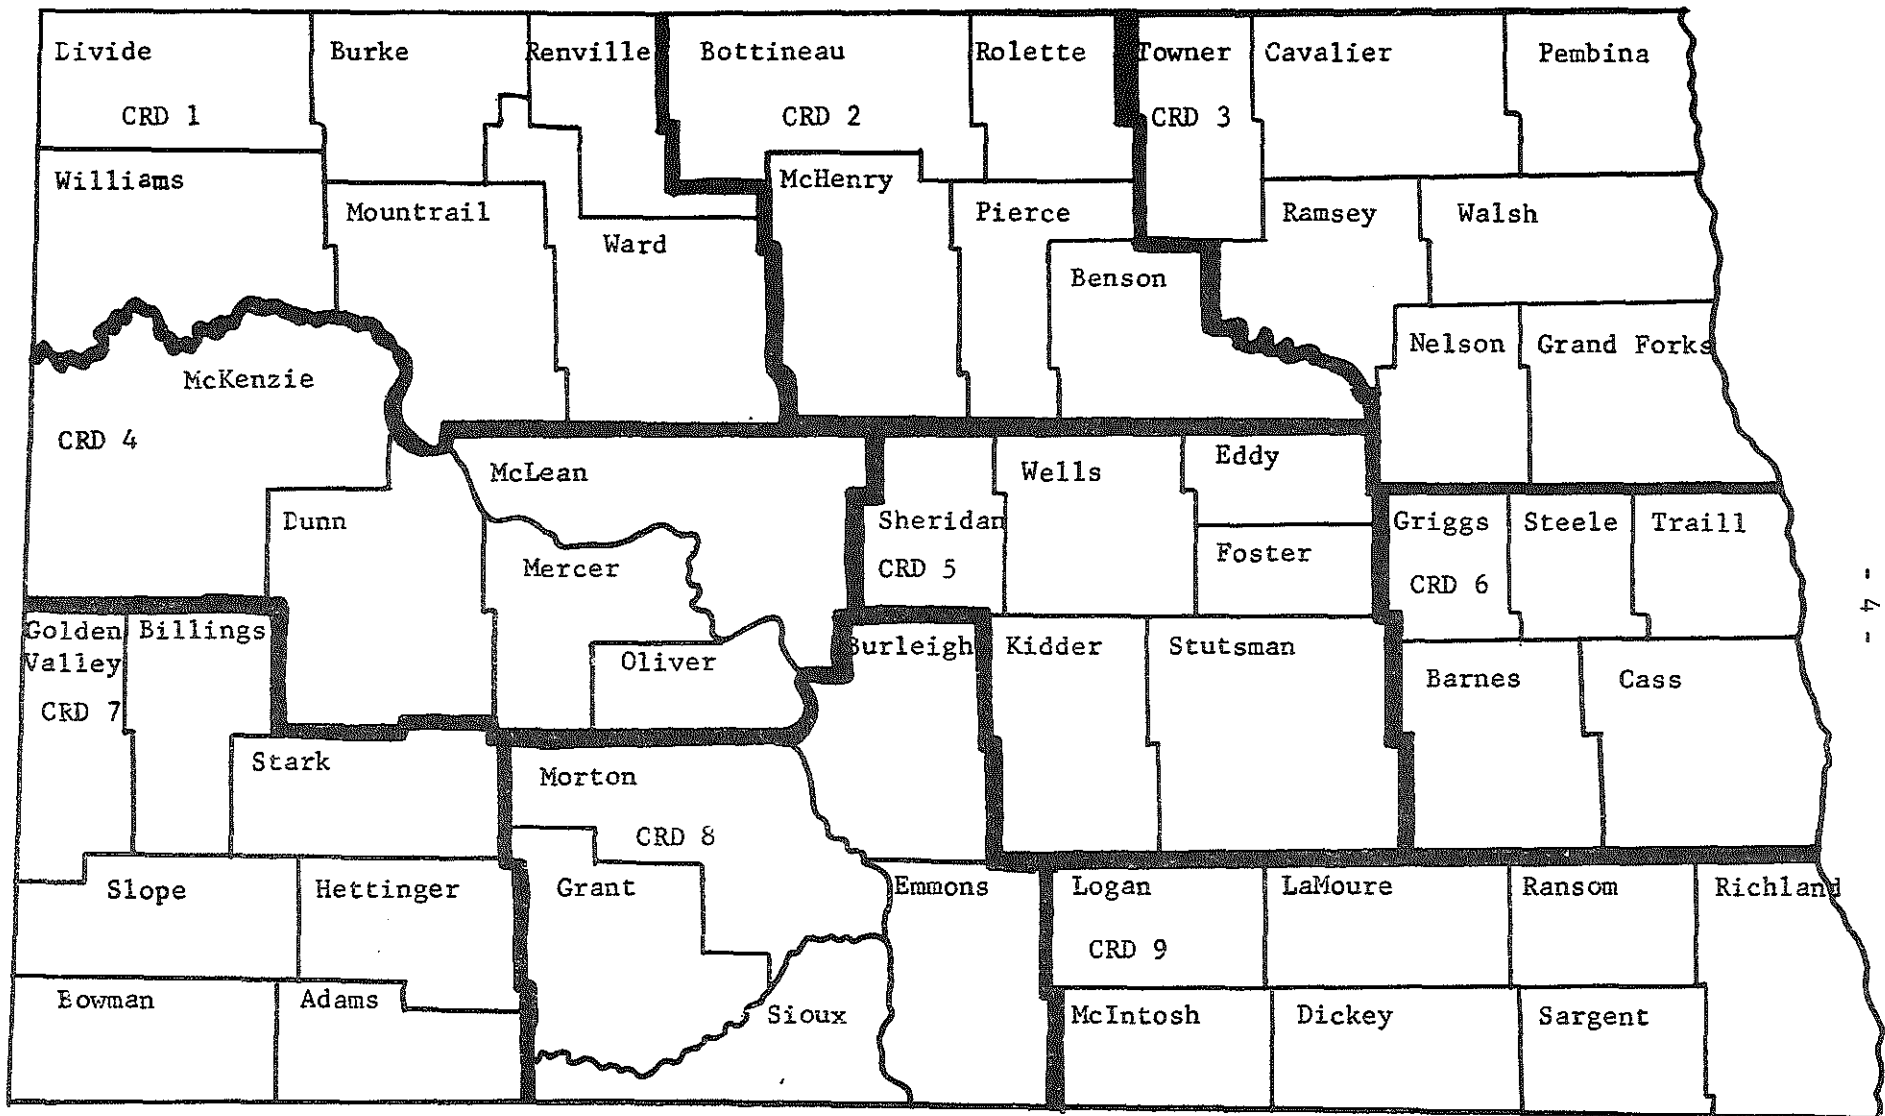 Divide
Burke
Renville
Bottineau
Rolette
Towner
Cavalier
Pembina
CRD 1
CRD 2
CRD 3
Williams
McHenry
Mountrail
Pierce
Ramsey
Walsh
Ward
Benson
Nelson
Grand Forks
McKenzie
CRD 4
McLean
Wells
Eddy
Dunn
Sheridan
Griggs
Steele
Traill
Mercer
CRD 5
Foster
CRD 6
- 4 -
Golden
Valley
Billings
CRD 7
Oliver
Burleigh
Kidder
Stutsman
Barnes
Cass
Stark
Morton
CRD 8
Slope
Hettinger
Grant
Emmons
Logan
LaMoure
Ransom
Richland
CRD 9
Bowman
Adams
Sioux
McIntosh
Dickey
Sargent